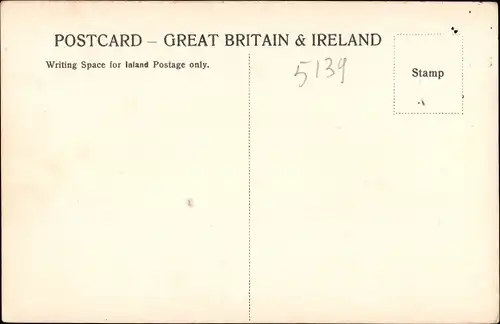 POSTCARD – GREAT BRITAIN & IRELAND
Writing Space for Inland Postage only.
5139
Stamp